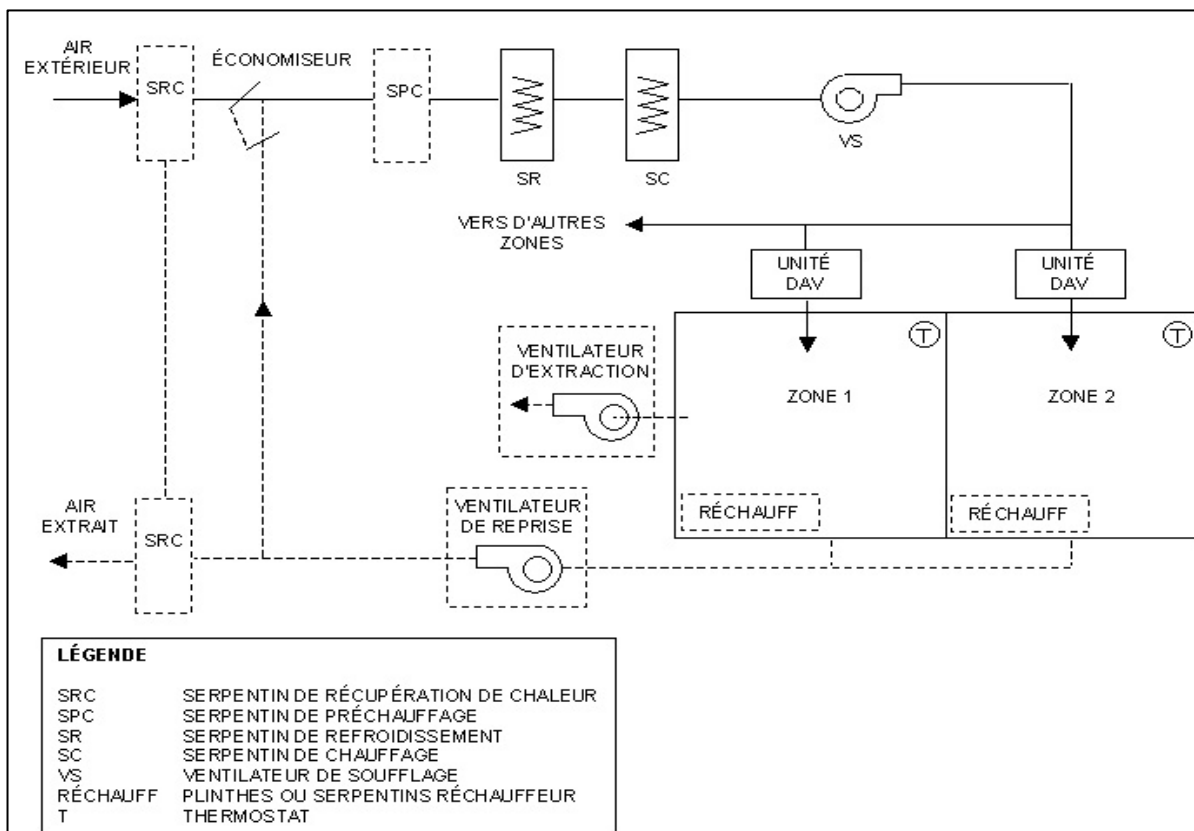 AIR
EXTÉRIEUR
SRC
ÉCONOMISEUR
SPC
SR
SC
VS
VERS D'AUTRES
ZONES
UNITÉ
DAV
UNITÉ
DAV
T
T
VENTILATEUR
D'EXTRACTION
ZONE 1
ZONE 2
RÉCHAUFF
RÉCHAUFF
AIR
EXTRAIT
SRC
VENTILATEUR
DE REPRISE
LÉGENDE
SRC SERPENTIN DE RÉCUPÉRATION DE CHALEUR
SPC SERPENTIN DE PRÉCHAUFFAGE
SR SERPENTIN DE REFROIDISSEMENT
SC SERPENTIN DE CHAUFFAGE
VS VENTILATEUR DE SOUFFLAGE
RÉCHAUFF PLINTHES OU SERPENTINS RÉCHAUFFEUR
T THERMOSTAT